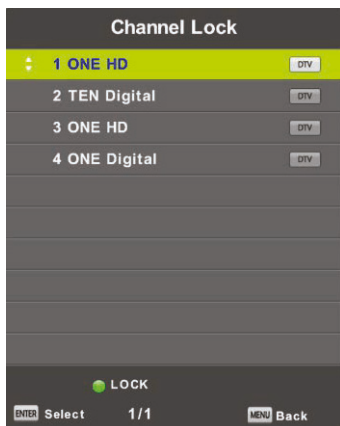 Channel Lock
1 ONE HD DTV
2 TEN Digital DTV
3 ONE HD DTV
4 ONE Digital DTV
LOCK
ENTER Select 1/1 MENU Back